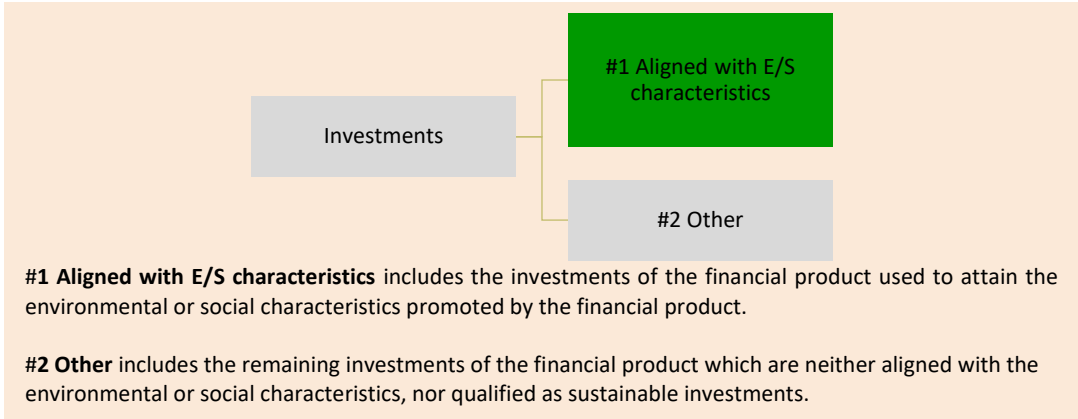 #1 Aligned with E/S
characteristics
Investments
#2 Other
#1 Aligned with E/S characteristics includes the investments of the financial product used to attain the
environmental or social characteristics promoted by the financial product.
#2 Other includes the remaining investments of the financial product which are neither aligned with the
environmental or social characteristics, nor qualified as sustainable investments.